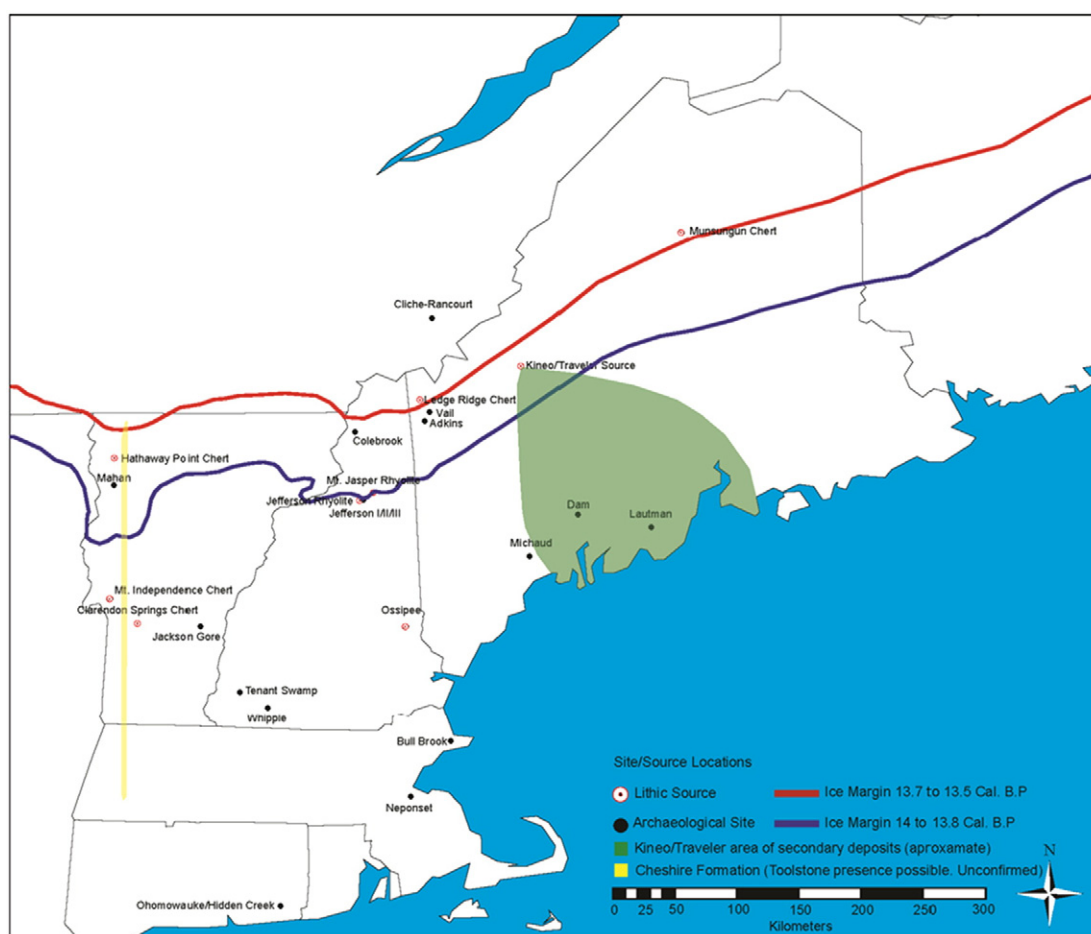 Munsungun Chert
Cliche-Rancourt
Kineo/Traveler Source
Ledge Ridge Chert
Vail
Adkins
Colebrook
Hathaway Point Chert
Mahan
Mt. Jasper Rhyolite
Jefferson Rhyolite
Jefferson I/II/III
Dam
Lautman
Michaud
Mt. Independence Chert
Clarendon Springs Chert
Jackson Gore
Ossipee
Tenant Swamp
Whipple
Bull Brook
Neponset
Ohomowauke/Hidden Creek
Site/Source Locations
Lithic Source
Ice Margin 13.7 to 13.5 Cal. B.P
Archaeological Site
Ice Margin 14 to 13.8 Cal. B.P
Kineo/Traveler area of secondary deposits (aproxamate)
Cheshire Formation (Toolstone presence possible. Unconfirmed)
N
0 25 50 100 150 200 250 300
Kilometers